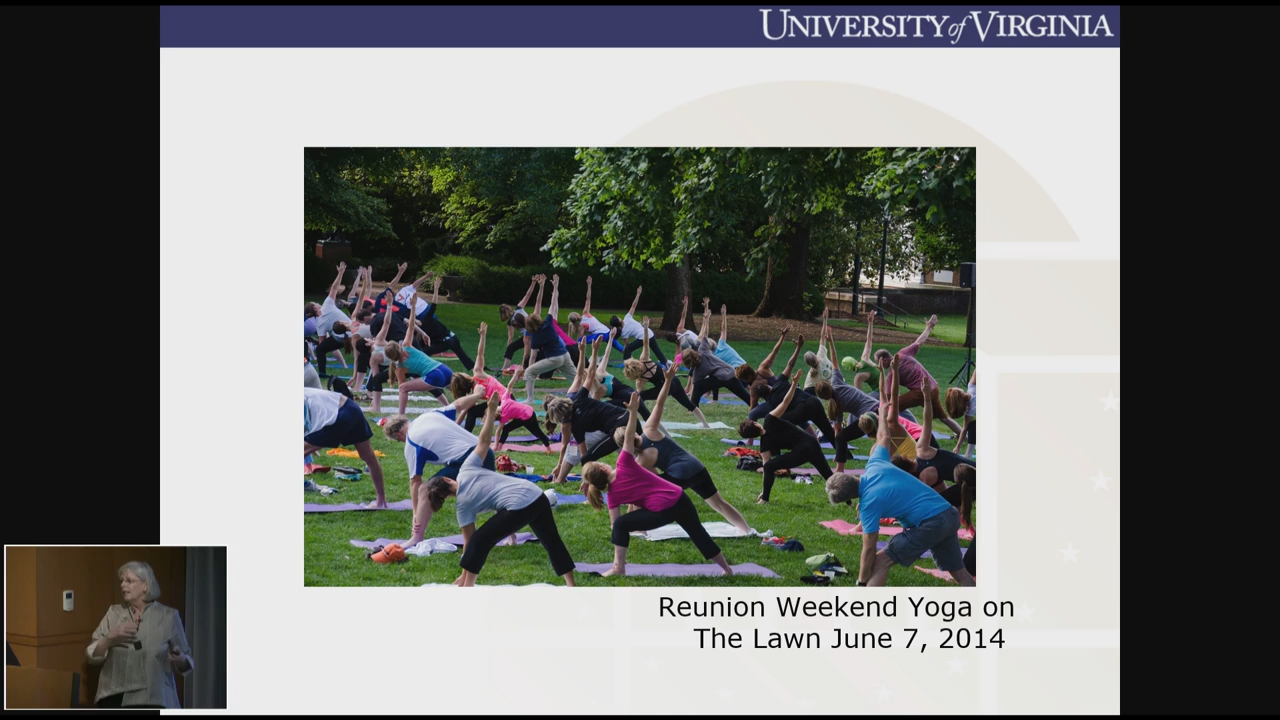 UNIVERSITY of VIRGINIA
Reunion Weekend Yoga on
The Lawn June 7, 2014